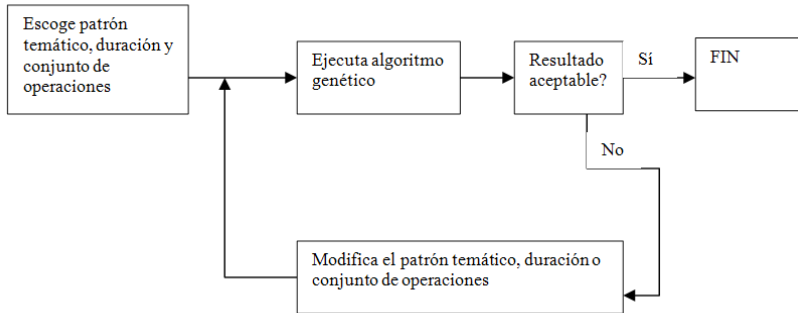 Escoge patrón
temático, duración y
conjunto de
operaciones
Ejecuta algoritmo
genético
Resultado
aceptable?
Sí
FIN
No
Modifica el patrón temático, duración o
conjunto de operaciones